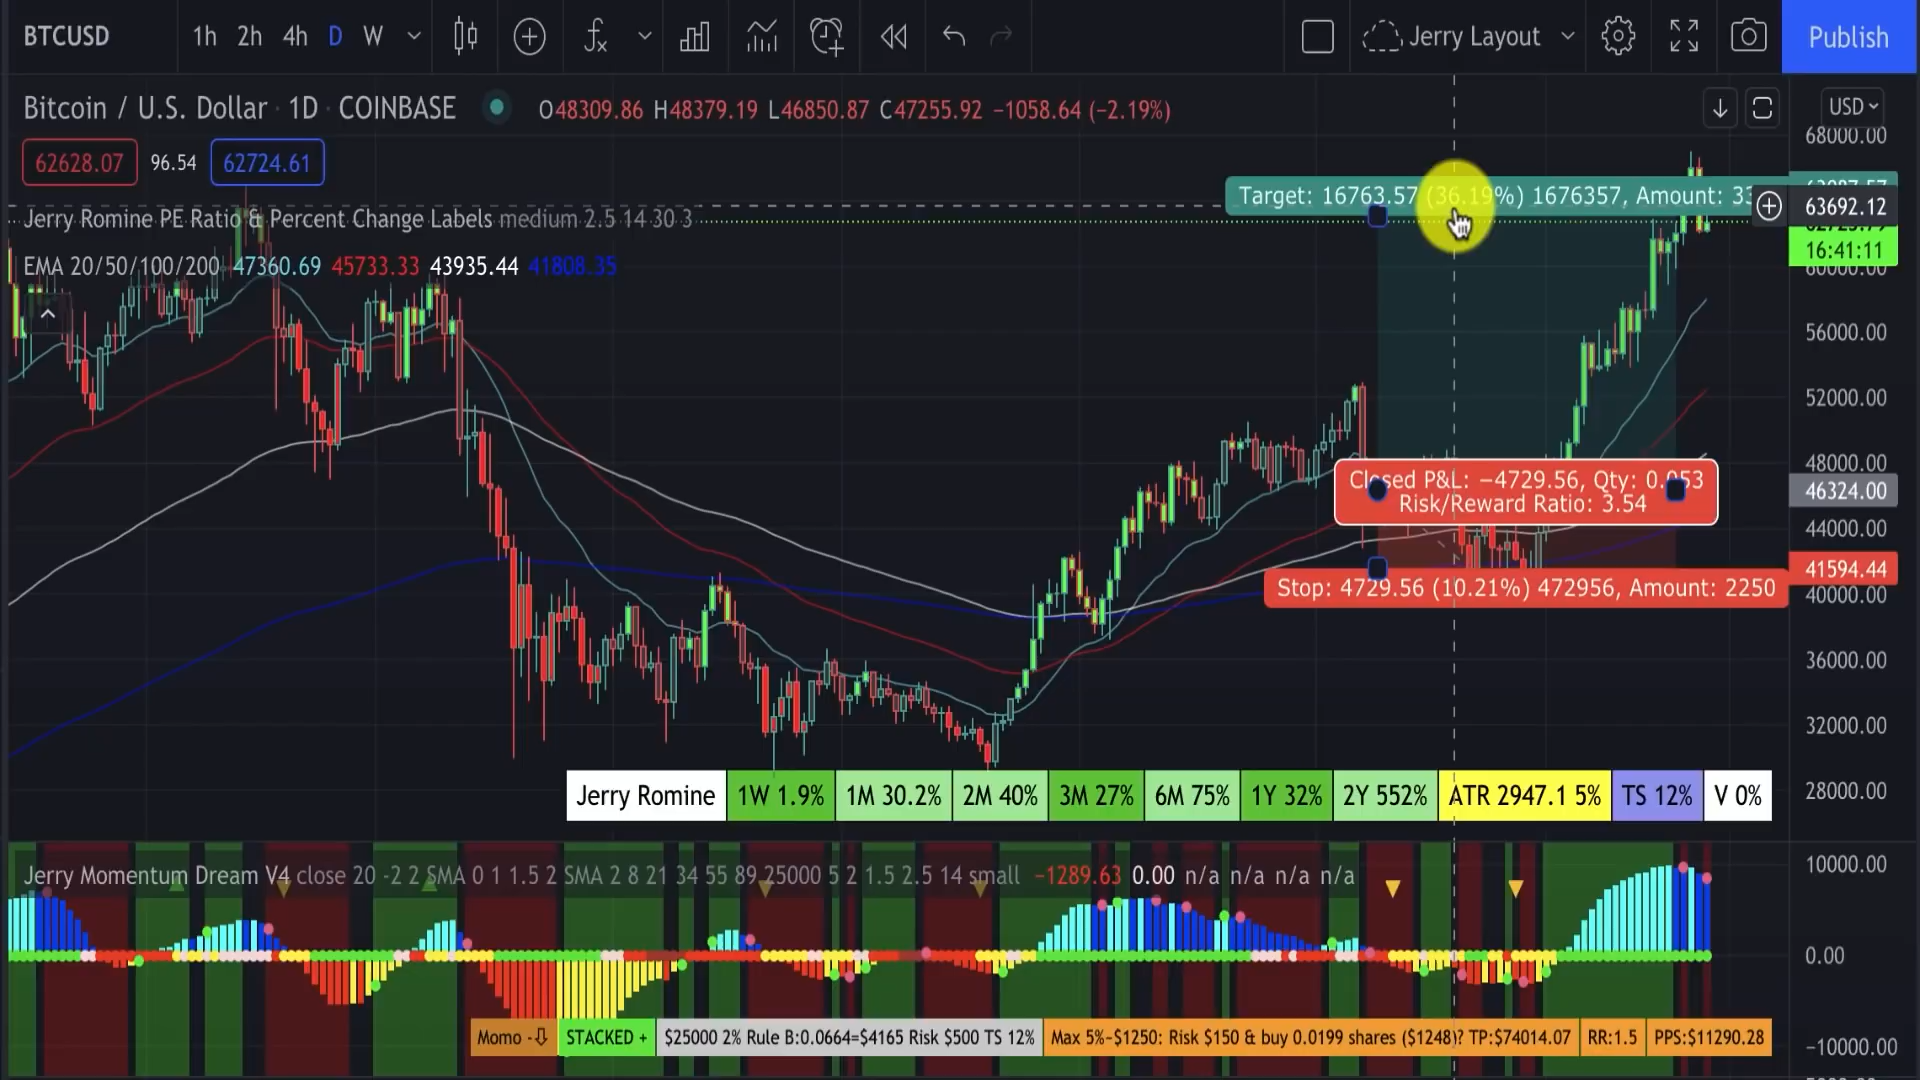 BTCUSD 1h 2h 4h D W Jerry Layout Publish
Bitcoin / U.S. Dollar · 1D · COINBASE O48309.86 H48379.19 L46850.87 C47255.92 −1058.64 (−2.19%) USD
68000.00
62628.07 96.54 62724.61
Target: 16763.57 (36.19%) 1676357, Amount:
63692.12
Jerry Romine PE Ratio & Percent Change Labels medium 2.5 14 30 3
16:41:11
EMA 20/50/100/200 47360.69 45733.33 43935.44 41808.35
60000.00
56000.00
52000.00
48000.00
Closed P&L: −4729.56, Qty: 0.053
Risk/Reward Ratio: 3.54
46324.00
44000.00
41594.44
Stop: 4729.56 (10.21%) 472956, Amount: 2250
40000.00
36000.00
32000.00
28000.00
Jerry Romine 1W 1.9% 1M 30.2% 2M 40% 3M 27% 6M 75% 1Y 32% 2Y 552% ATR 2947.1 5% TS 12% V 0%
Jerry Momentum Dream V4 close 20 -2 2 SMA 0 1 1.5 2 SMA 2 8 21 34 55 89 25000 5 2 1.5 2.5 14 small −1289.63 0.00 n/a n/a n/a n/a
10000.00
0.00
Momo -⇩ STACKED + $25000 2% Rule B:0.0664=$4165 Risk $500 TS 12% Max 5%~$1250: Risk $150 & buy 0.0199 shares ($1248)? TP:$74014.07 RR:1.5 PPS:$11290.28
−10000.00